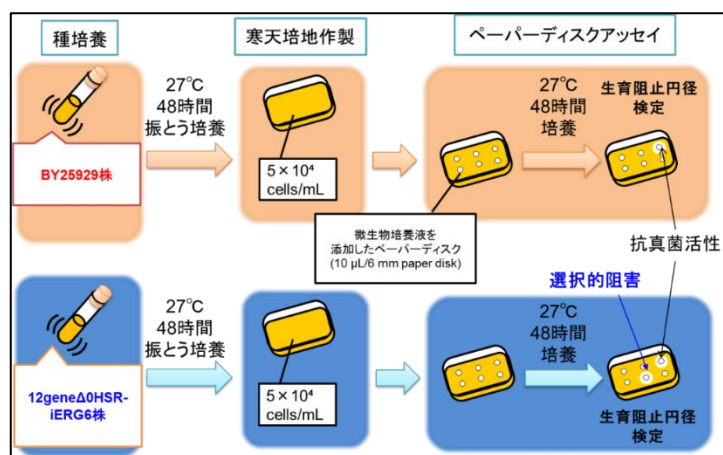 種培養
寒天培地作製
ペーパーディスクアッセイ
27℃
48時間
振とう培養
BY25929株
5×10⁴
cells/mL
27℃
48時間
培養
生育阻止円径
検定
微生物培養液を
添加したペーパーディスク
(10 μL/6 mm paper disk)
抗真菌活性
選択的阻害
27℃
48時間
振とう培養
12geneΔ0HSR-
iERG6株
5×10⁴
cells/mL
27℃
48時間
培養
生育阻止円径
検定